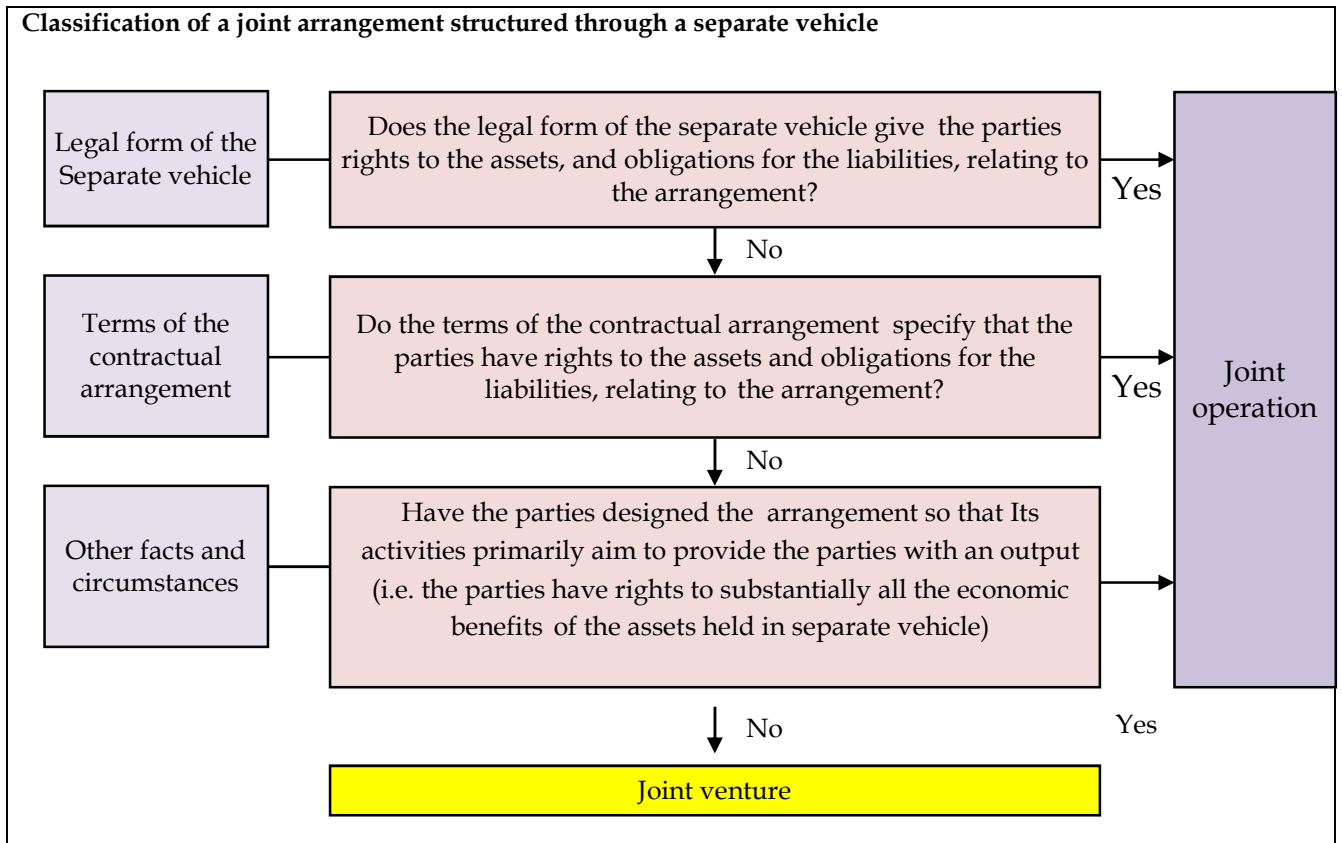 Classification of a joint arrangement structured through a separate vehicle
Legal form of the
Separate vehicle
Does the legal form of the separate vehicle give the parties
rights to the assets, and obligations for the liabilities, relating to
the arrangement?
Yes
No
Terms of the
contractual
arrangement
Do the terms of the contractual arrangement specify that the
parties have rights to the assets and obligations for the
liabilities, relating to the arrangement?
Yes
Joint
operation
No
Other facts and
circumstances
Have the parties designed the arrangement so that Its
activities primarily aim to provide the parties with an output
(i.e. the parties have rights to substantially all the economic
benefits of the assets held in separate vehicle)
No
Yes
Joint venture